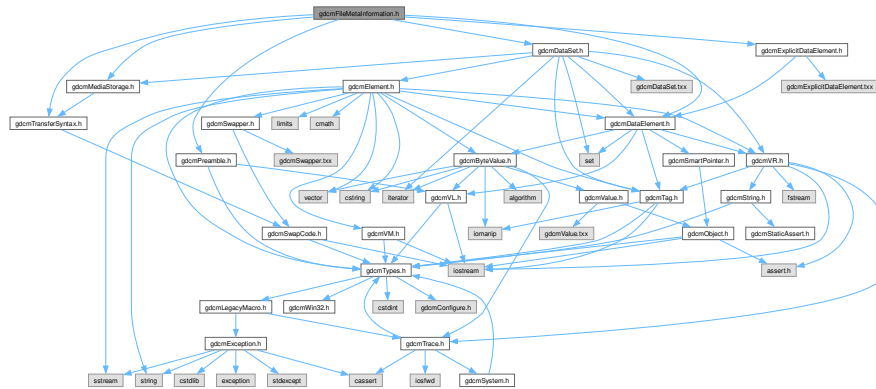 gdcmFileMetaInformation.h
gdcmDataSet.h
gdcmExplicitDataElement.h
gdcmMediaStorage.h
gdcmElement.h
gdcmDataSet.txx
gdcmExplicitDataElement.txx
gdcmTransferSyntax.h
gdcmSwapper.h
limits
cmath
gdcmDataElement.h
gdcmPreamble.h
gdcmSwapper.txx
gdcmByteValue.h
set
gdcmSmartPointer.h
gdcmVR.h
vector
cstring
iterator
gdcmVL.h
algorithm
gdcmValue.h
gdcmTag.h
gdcmString.h
fstream
gdcmSwapCode.h
gdcmVM.h
iomanip
gdcmValue.txx
gdcmObject.h
gdcmStaticAssert.h
gdcmTypes.h
iostream
assert.h
gdcmLegacyMacro.h
gdcmWin32.h
cstdint
gdcmConfigure.h
gdcmException.h
gdcmTrace.h
sstream
string
cstdlib
exception
stdexcept
cassert
iosfwd
gdcmSystem.h